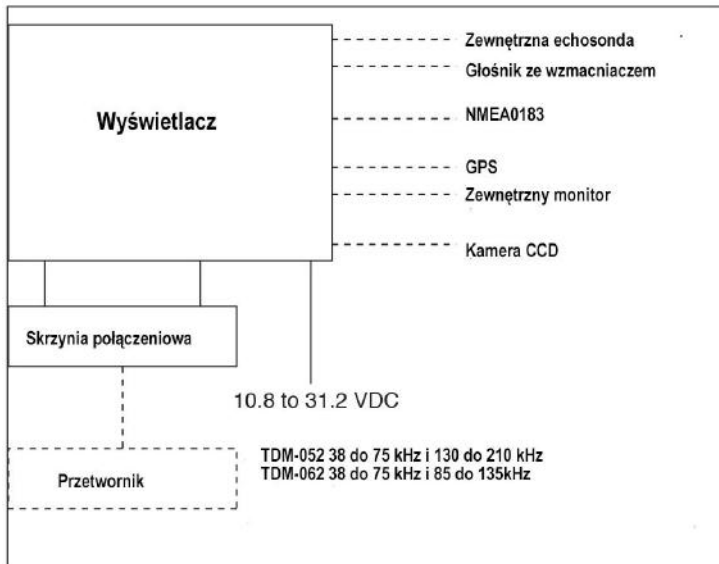 Zewnętrzna echosonda
Głośnik ze wzmacniaczem
Wyświetlacz
NMEA0183
GPS
Zewnętrzny monitor
Kamera CCD
Skrzynia połączeniowa
10.8 to 31.2 VDC
TDM-052 38 do 75 kHz i 130 do 210 kHz
TDM-062 38 do 75 kHz i 85 do 135kHz
Przetwornik